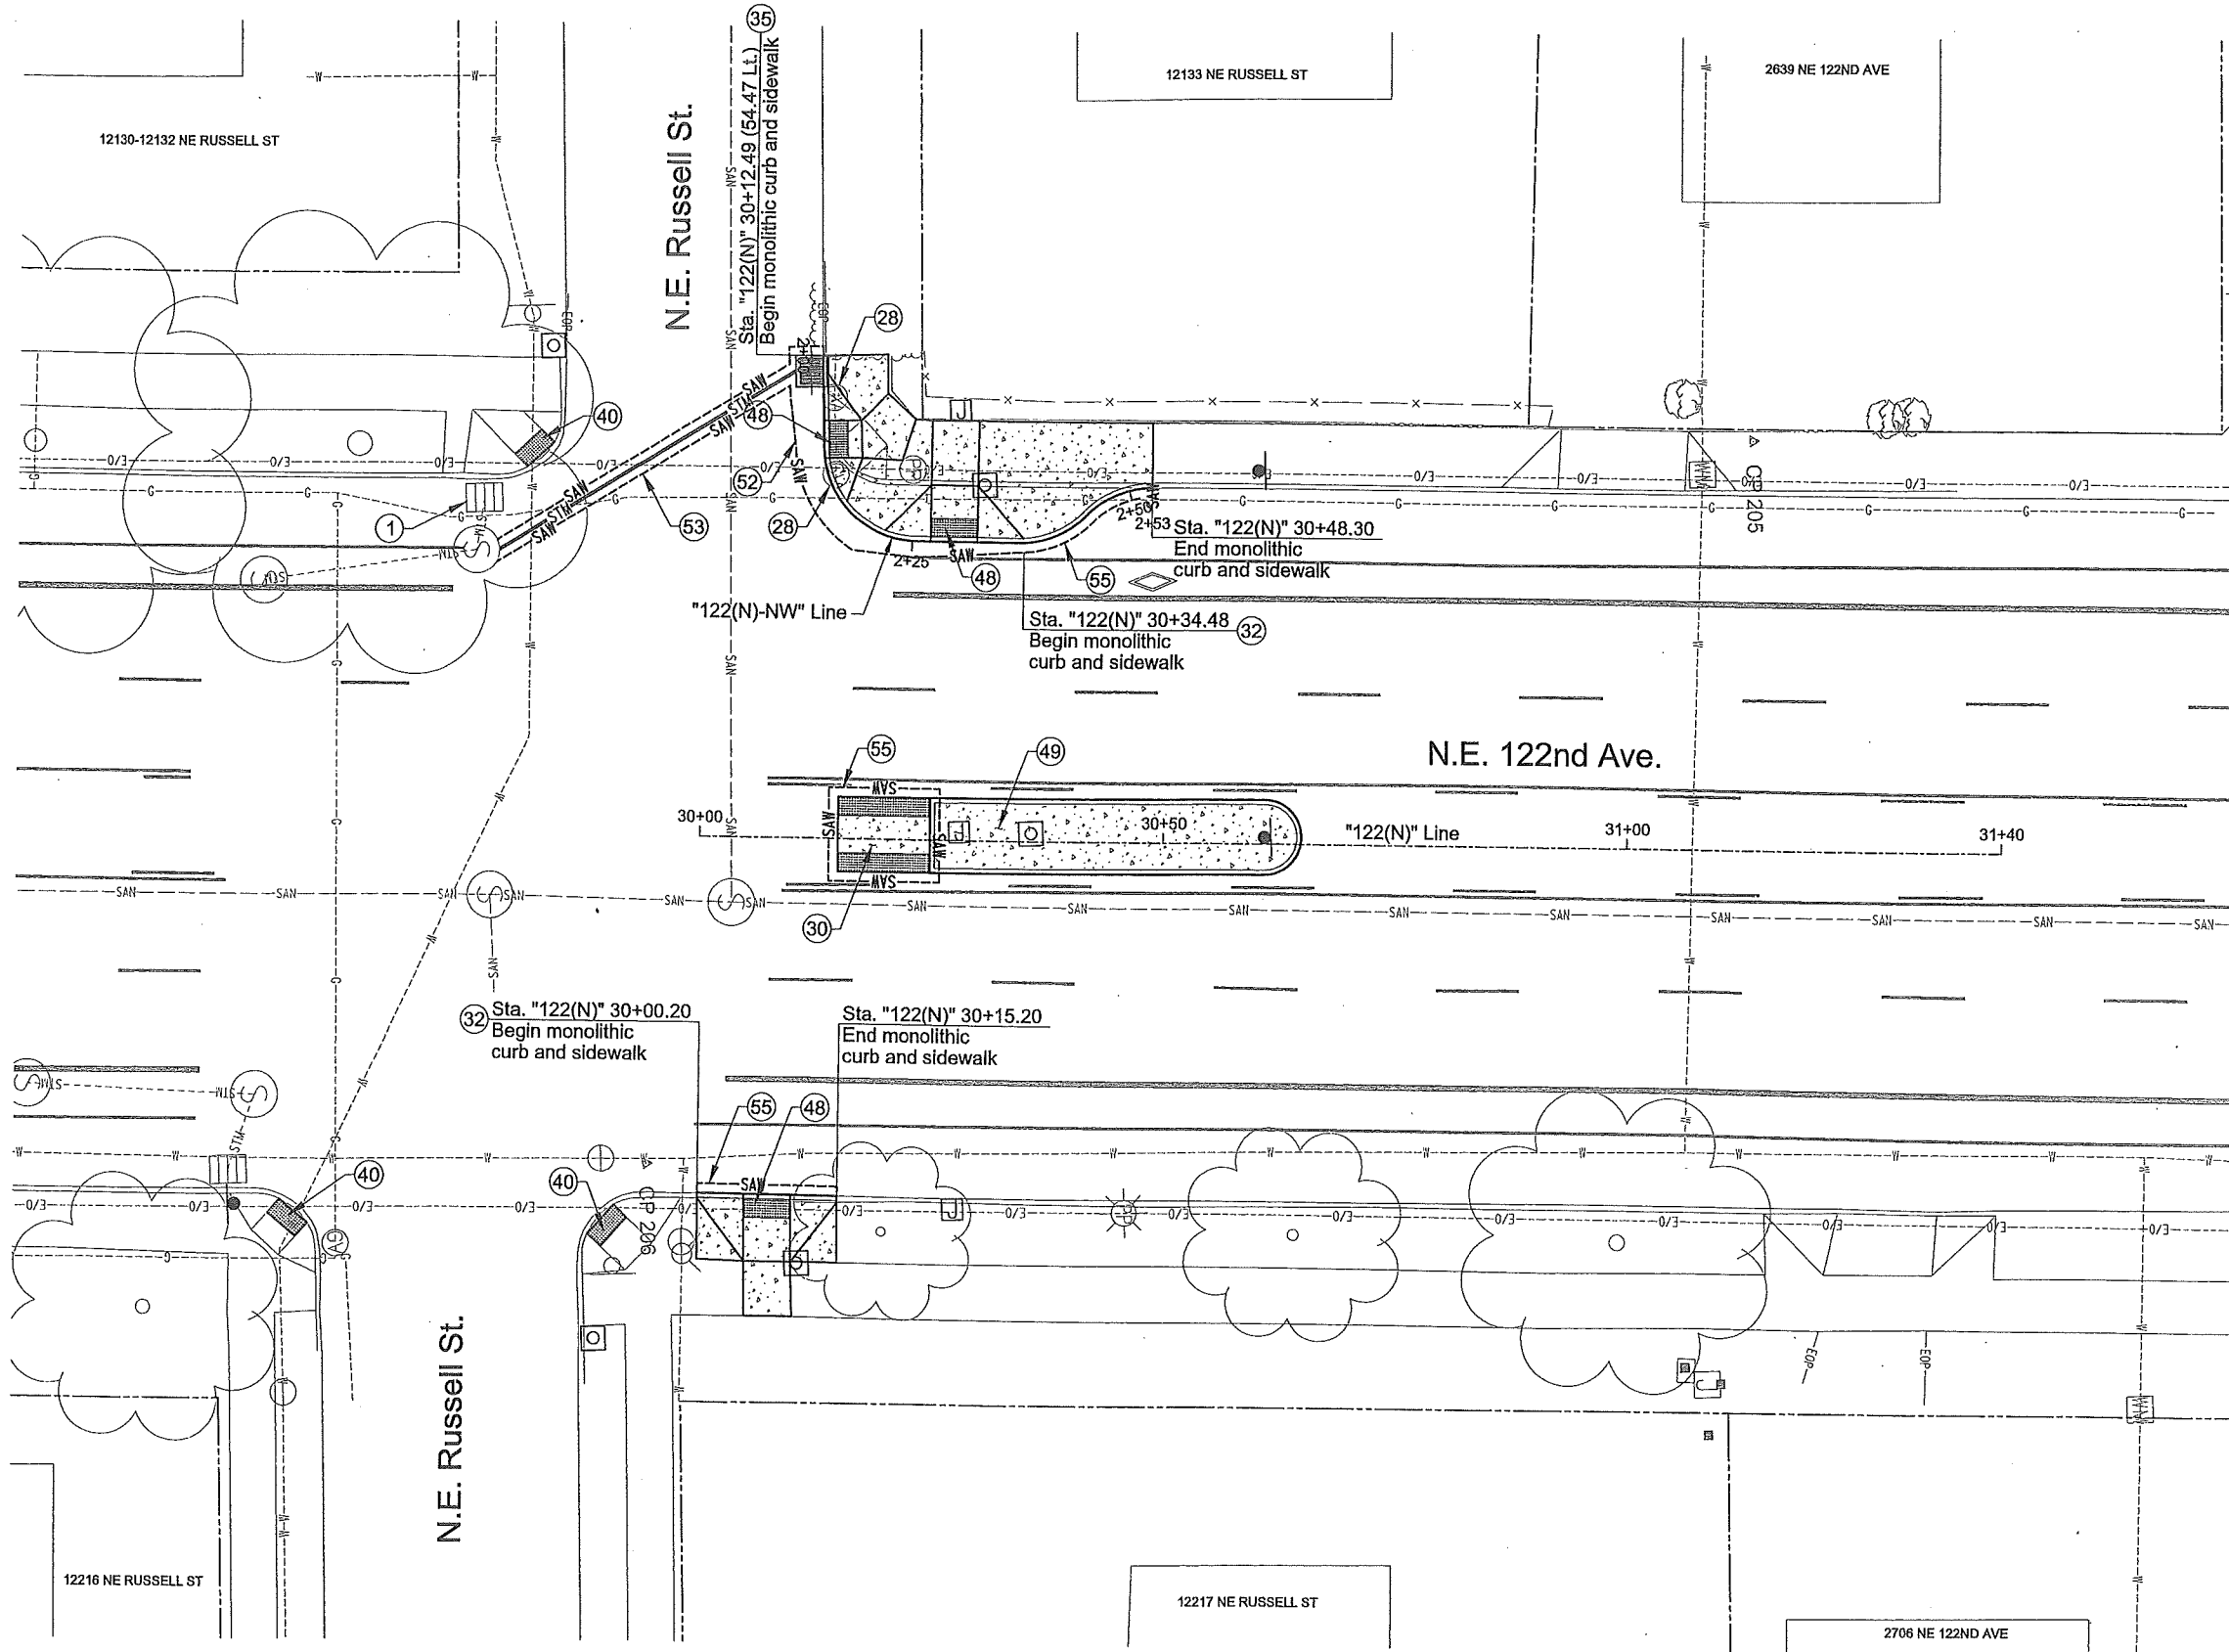 35
12133 NE RUSSELL ST
2639 NE 122ND AVE
12130-12132 NE RUSSELL ST
N.E. Russell St.
Sta. "122(N)" 30+12.49 (54.47 Lt.)
Begin monolithic curb and sidewalk
28
40
48
52
53
1
28
2+00
2+25
2+50
2+53
Sta. "122(N)" 30+48.30
End monolithic
curb and sidewalk
48
55
CP 205
"122(N)-NW" Line
Sta. "122(N)" 30+34.48
32
Begin monolithic
curb and sidewalk
N.E. 122nd Ave.
55
49
30+00
30+50
"122(N)" Line
31+00
31+40
30
32
Sta. "122(N)" 30+00.20
Begin monolithic
curb and sidewalk
Sta. "122(N)" 30+15.20
End monolithic
curb and sidewalk
55
48
40
40
CP 206
N.E. Russell St.
EOP
EOP
12216 NE RUSSELL ST
12217 NE RUSSELL ST
2706 NE 122ND AVE